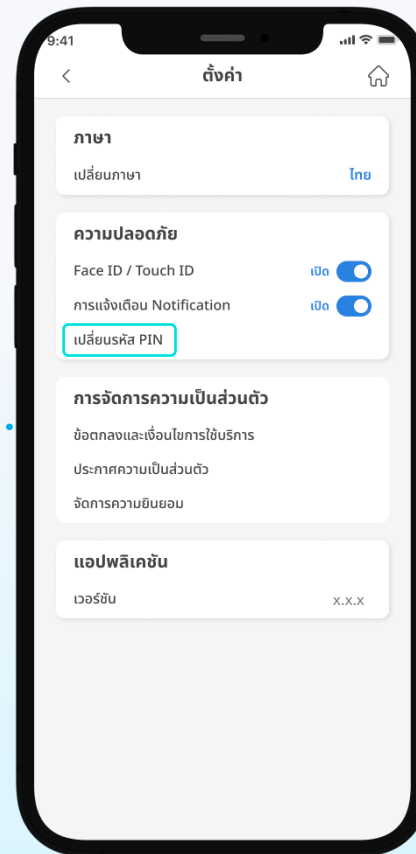 9:41
ตั้งค่า
ภาษา
เปลี่ยนภาษา ไทย
ความปลอดภัย
Face ID / Touch ID เปิด
การแจ้งเตือน Notification เปิด
เปลี่ยนรหัส PIN
การจัดการความเป็นส่วนตัว
ข้อตกลงและเงื่อนไขการใช้บริการ
ประกาศความเป็นส่วนตัว
จัดการความยินยอม
แอปพลิเคชัน
เวอร์ชัน x.x.x